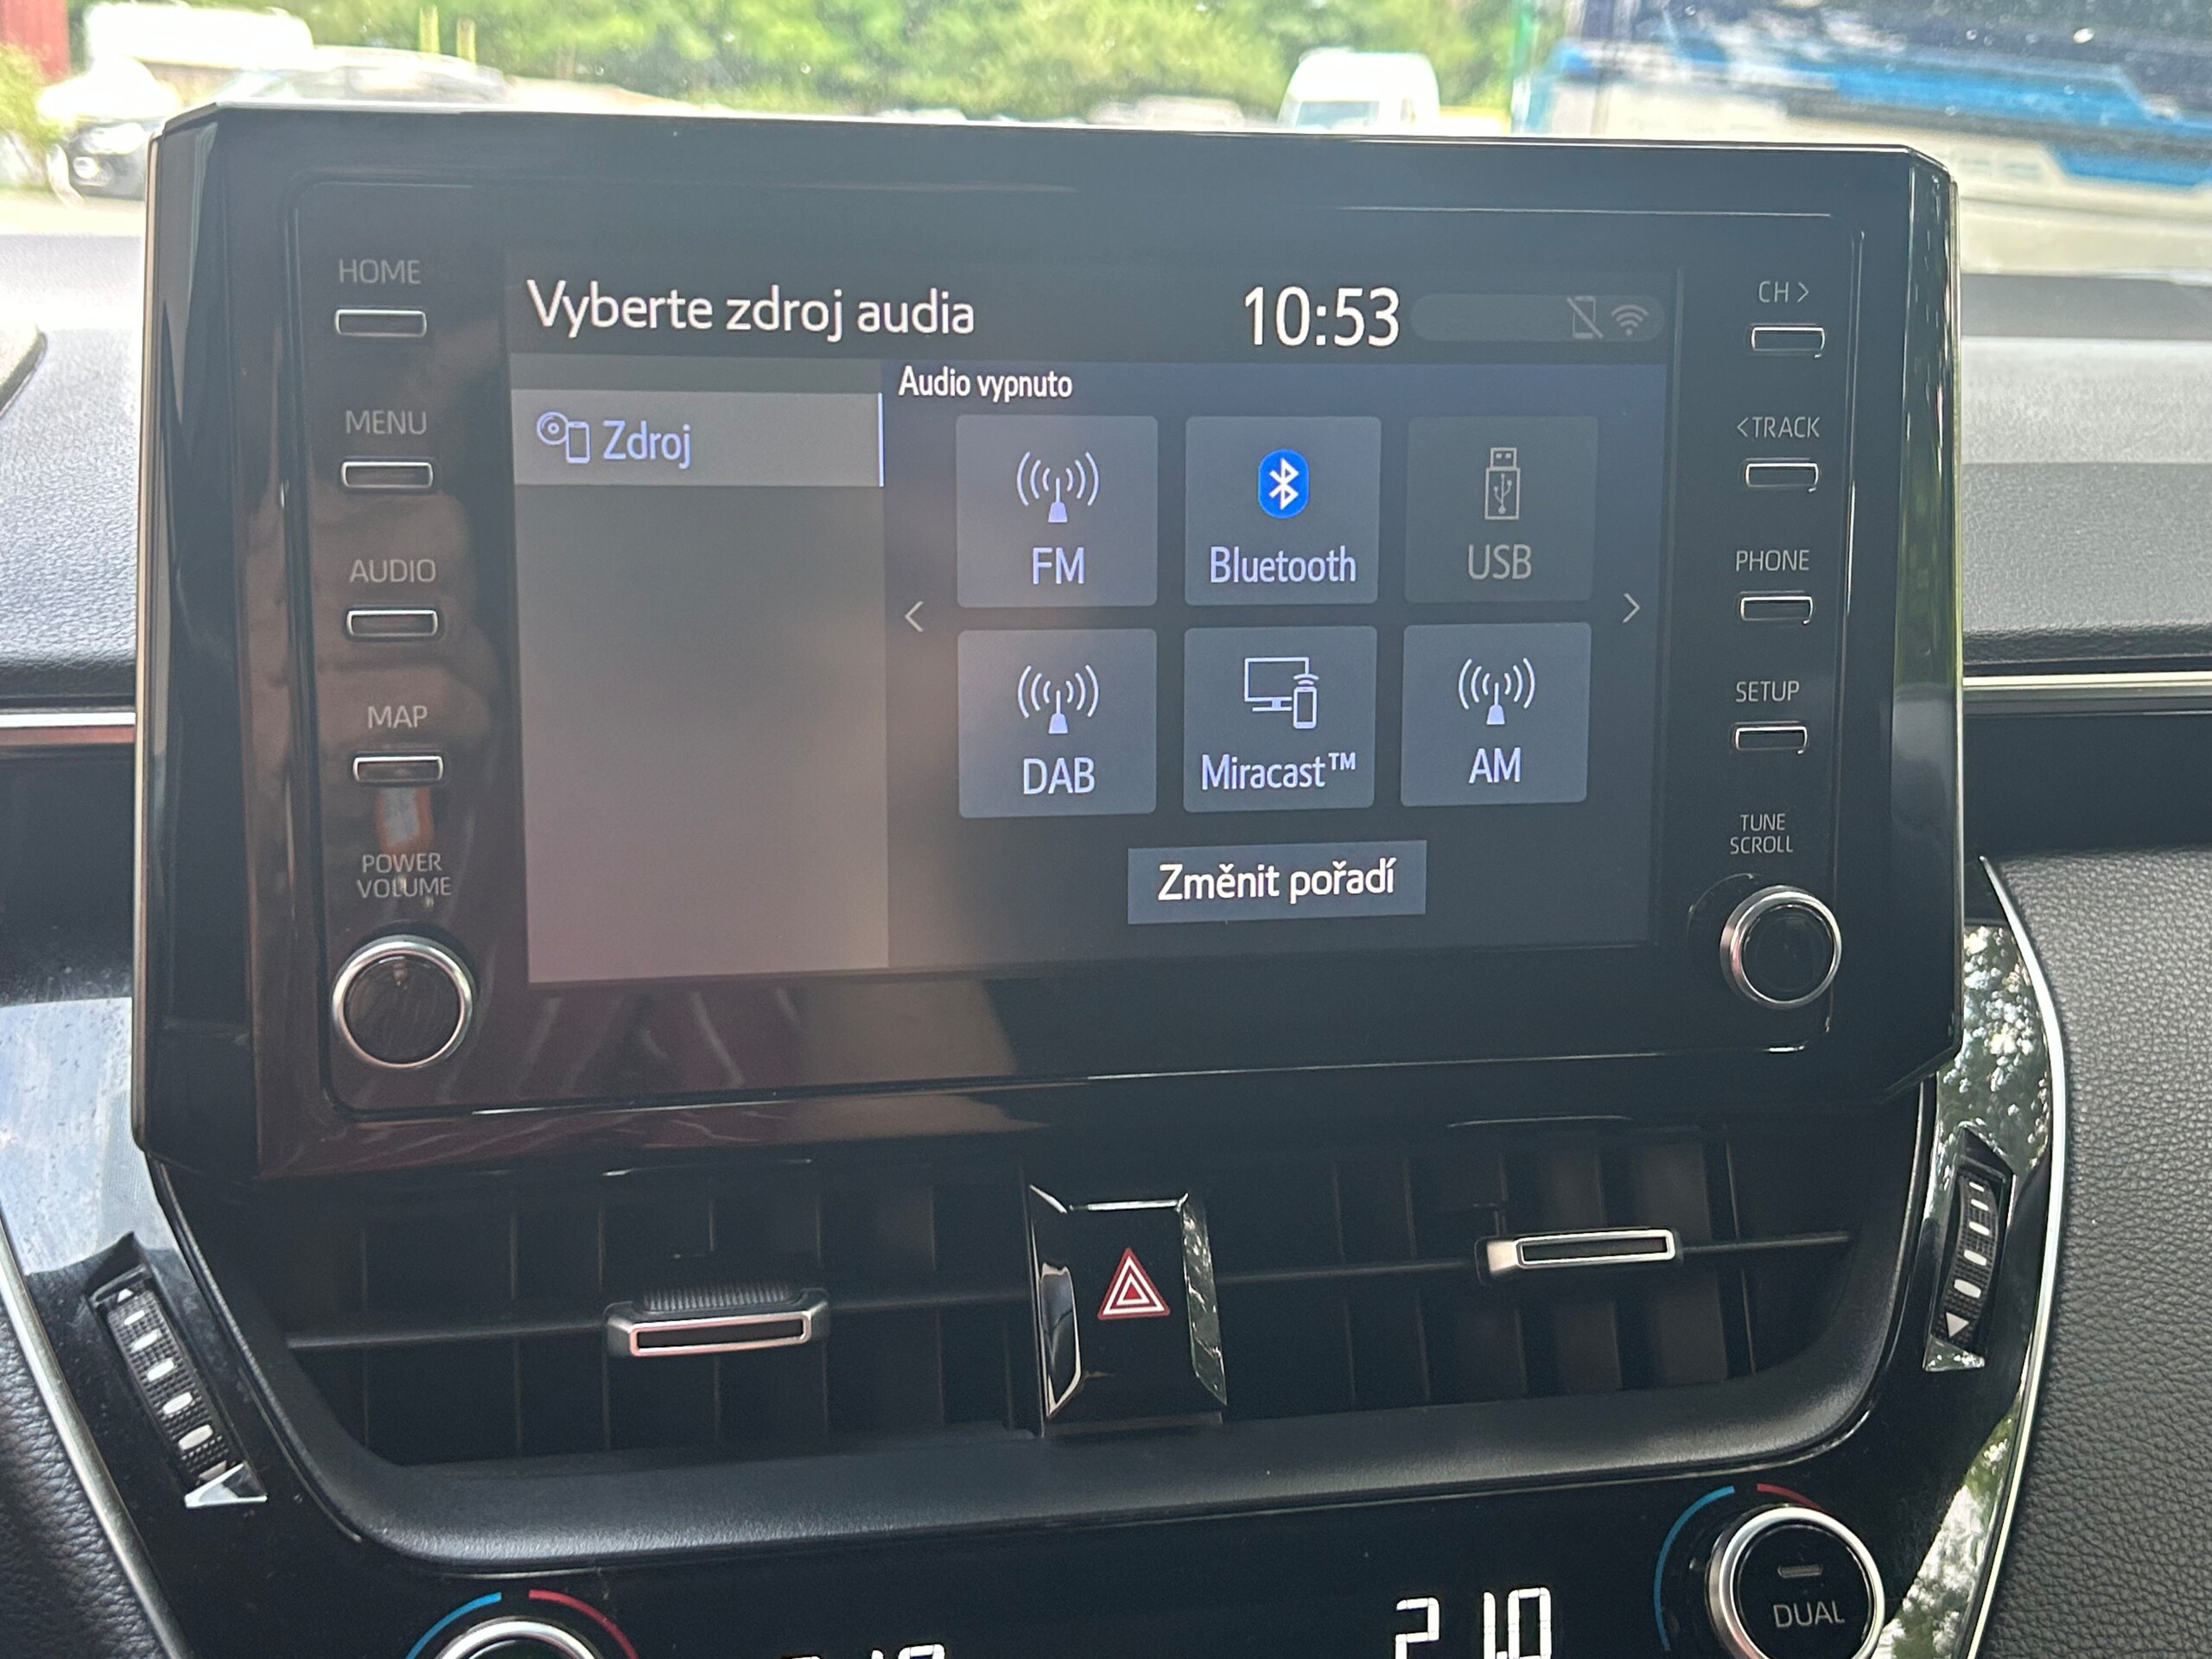 HOME
MENU
AUDIO
MAP
POWER
VOLUME
Vyberte zdroj audia
10:53
Zdroj
Audio vypnuto
FM
Bluetooth
USB
DAB
Miracast™
AM
Změnit pořadí
CH >
< TRACK
PHONE
SETUP
TUNE
SCROLL
DUAL